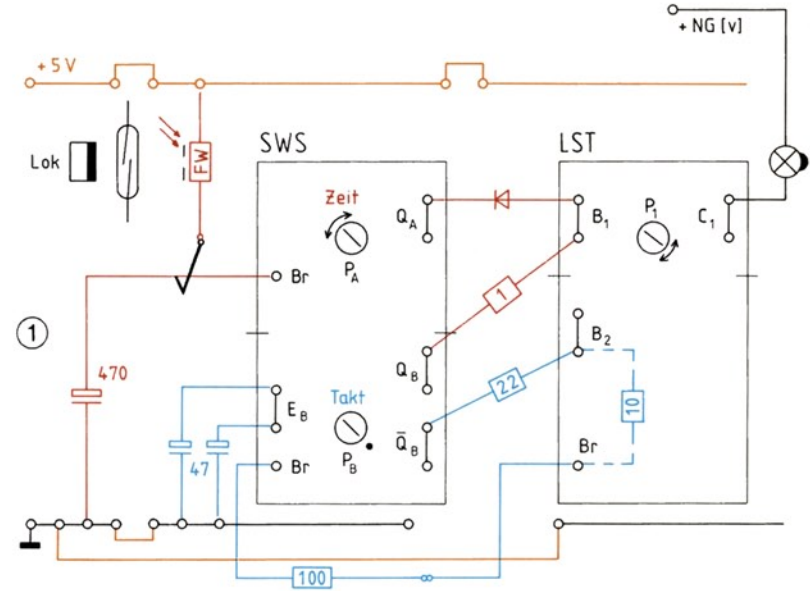 + NG [v]
+ 5 V
SWS
LST
Lok
FW
Zeit
Q_A
B_1
P_1
C_1
P_A
Br
1
1
470
Q_B
B_2
Takt
22
E_B
10
47
P_B
Q̄_B
Br
Br
100